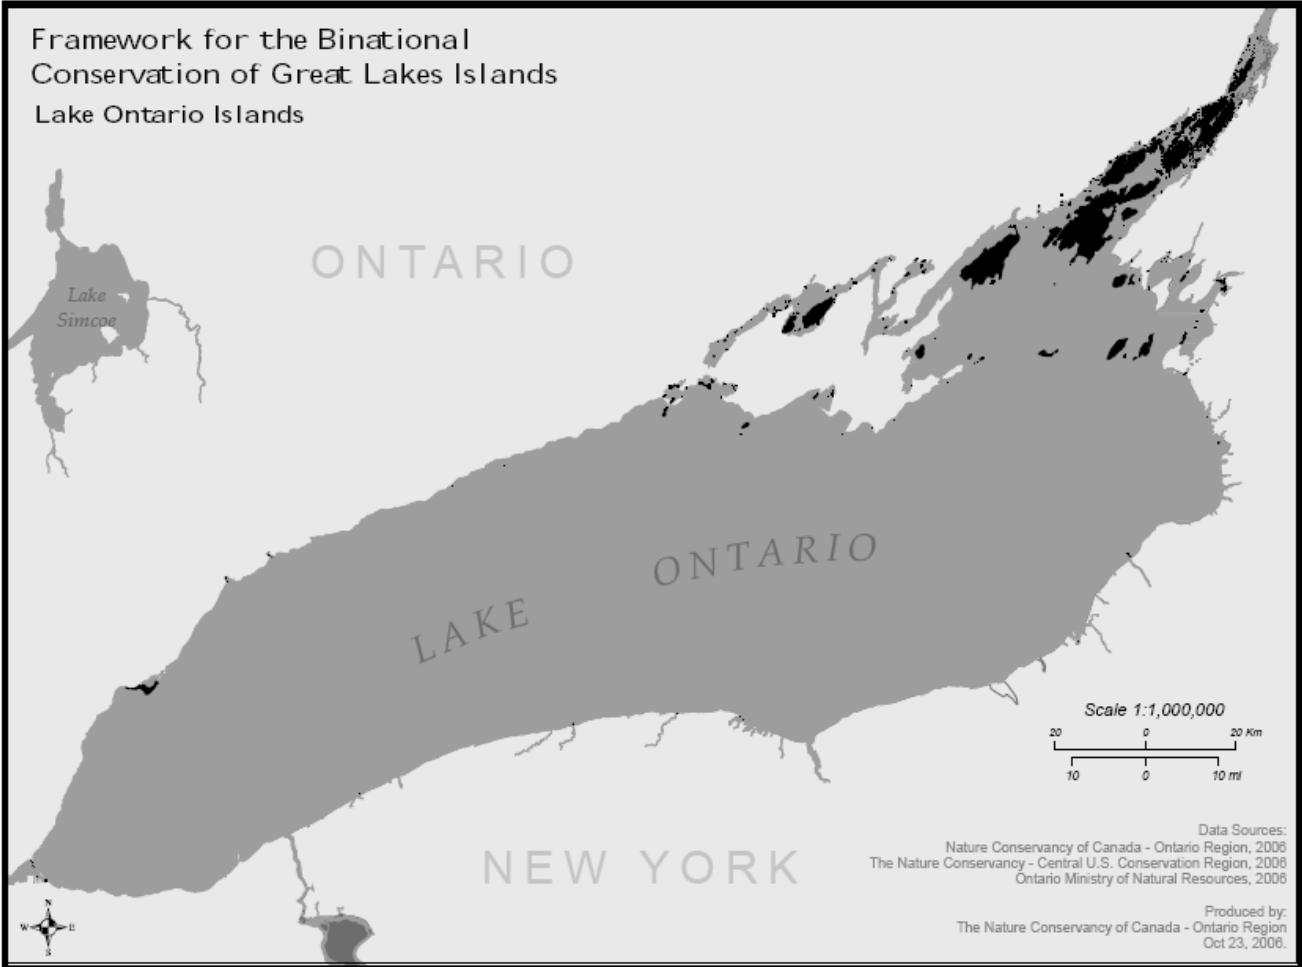 Framework for the Binational
Conservation of Great Lakes Islands
Lake Ontario Islands
ONTARIO
Lake
Simcoe
LAKE ONTARIO
Scale 1:1,000,000
20 0 20 Km
10 0 10 mi
NEW YORK
Data Sources:
Nature Conservancy of Canada - Ontario Region, 2006
The Nature Conservancy - Central U.S. Conservation Region, 2006
Ontario Ministry of Natural Resources, 2006
Produced by:
The Nature Conservancy of Canada - Ontario Region
Oct 23, 2006.
N
W E
S